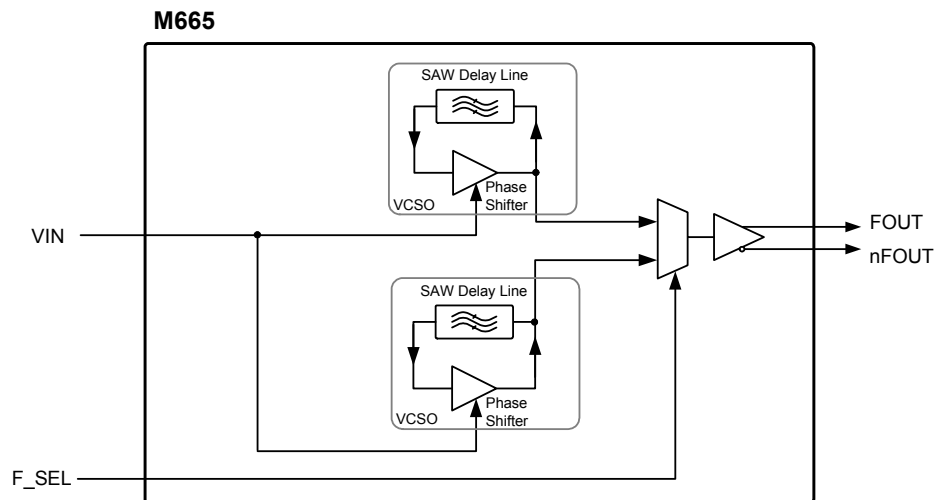 M665
SAW Delay Line
Phase
Shifter
VCSO
VIN
FOUT
nFOUT
SAW Delay Line
Phase
Shifter
VCSO
F_SEL